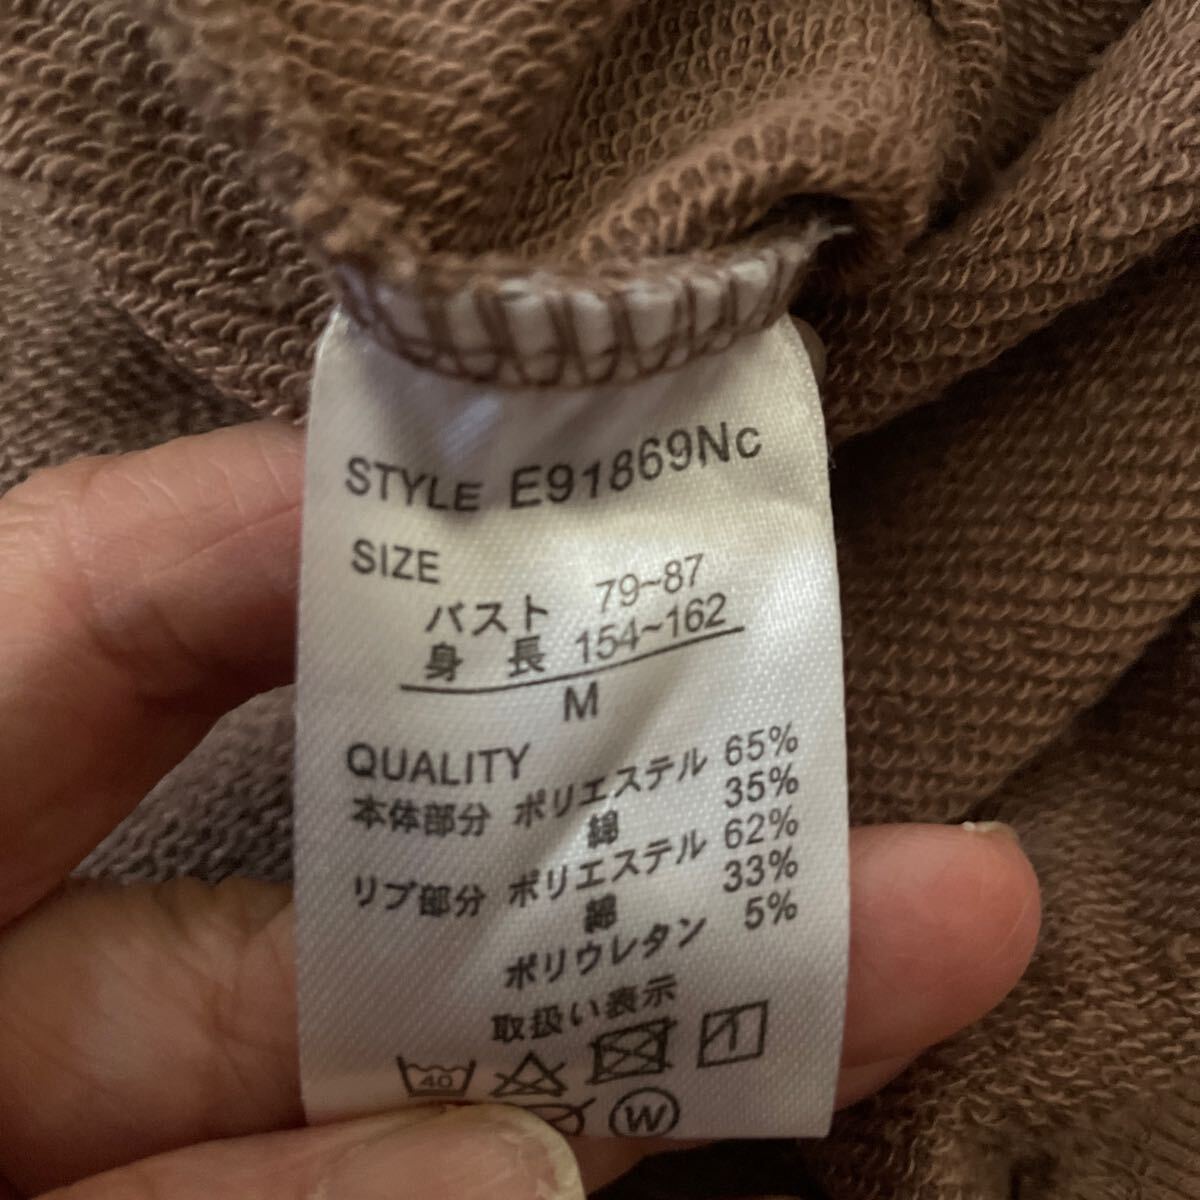 STYLE E91869Nc
SIZE
バスト 79~87
身 長 154~162
M
QUALITY
本体部分 ポリエステル 65%
綿 35%
リブ部分 ポリエステル 62%
綿 33%
ポリウレタン 5%
取扱い表示
40
W